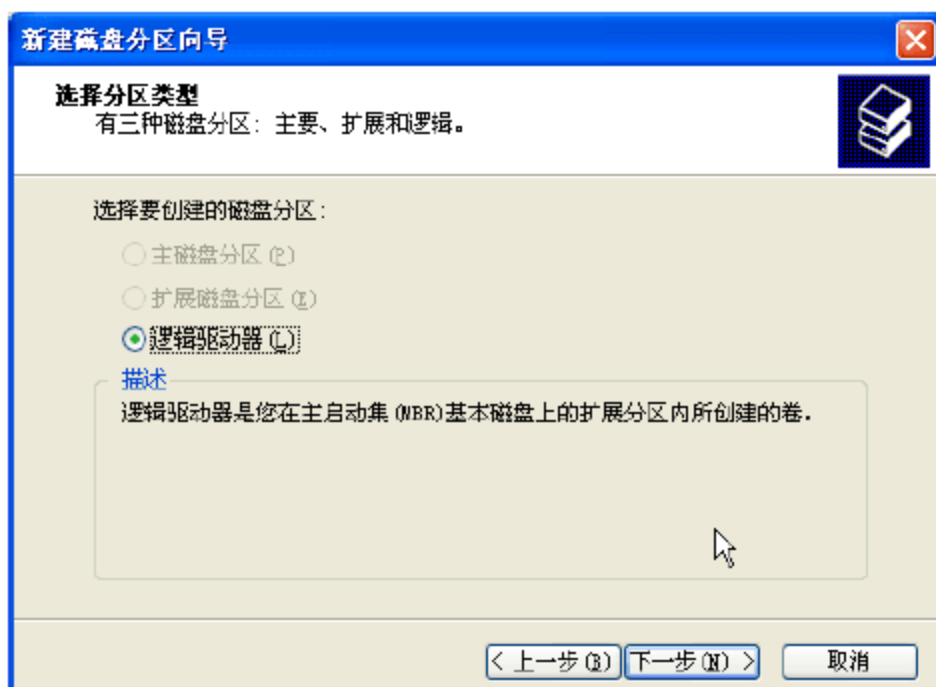 新建磁盘分区向导
选择分区类型
有三种磁盘分区: 主要、扩展和逻辑。
选择要创建的磁盘分区:
主磁盘分区(P)
扩展磁盘分区(E)
逻辑驱动器(L)
描述
逻辑驱动器是您在主启动集(MBR)基本磁盘上的扩展分区内所创建的卷.
< 上一步(B)
下一步(N) >
取消